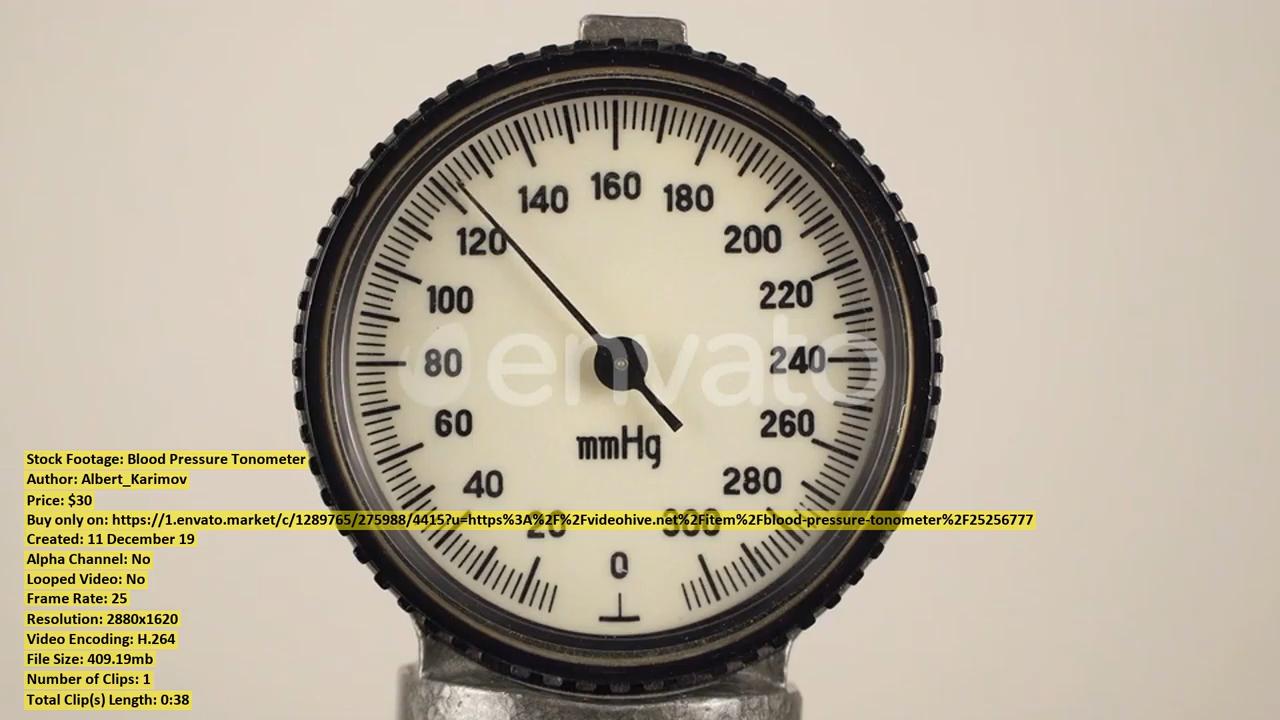 140 160 180
120 200
100 220
envato
80 240
60 260
mmHg
40 280
20 300
0
Stock Footage: Blood Pressure Tonometer
Author: Albert_Karimov
Price: $30
Buy only on: https://1.envato.market/c/1289765/275988/4415?u=https%3A%2F%2Fvideohive.net%2Fitem%2Fblood-pressure-tonometer%2F25256777
Created: 11 December 19
Alpha Channel: No
Looped Video: No
Frame Rate: 25
Resolution: 2880x1620
Video Encoding: H.264
File Size: 409.19mb
Number of Clips: 1
Total Clip(s) Length: 0:38